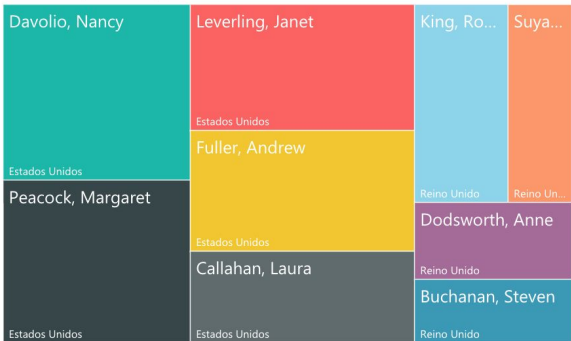 Davolio, Nancy
Estados Unidos
Peacock, Margaret
Estados Unidos
Leverling, Janet
Estados Unidos
Fuller, Andrew
Estados Unidos
Callahan, Laura
Estados Unidos
King, Ro...
Reino Unido
Suya...
Reino Un...
Dodsworth, Anne
Reino Unido
Buchanan, Steven
Reino Unido